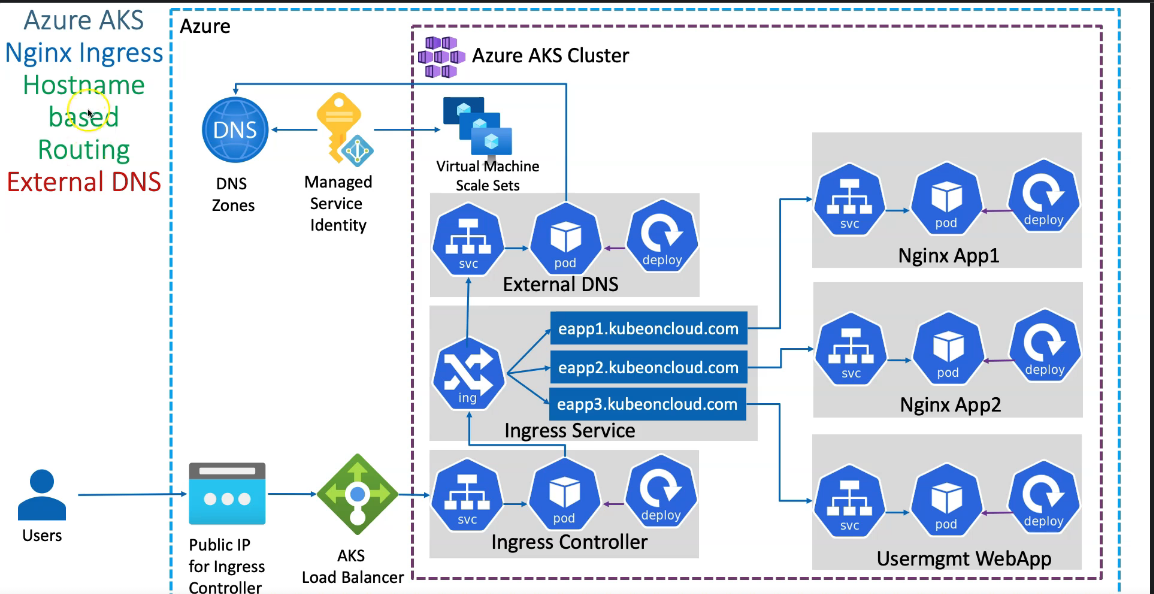 Azure AKS
Nginx Ingress
Hostname
based
Routing
External DNS
Azure
Azure AKS Cluster
DNS
DNS
Zones
Managed
Service
Identity
Virtual Machine
Scale Sets
svc
pod
deploy
External DNS
eapp1.kubeoncloud.com
eapp2.kubeoncloud.com
eapp3.kubeoncloud.com
ing
Ingress Service
svc
pod
deploy
Ingress Controller
svc
pod
deploy
Nginx App1
svc
pod
deploy
Nginx App2
svc
pod
deploy
Usermgmt WebApp
Users
Public IP
for Ingress
Controller
AKS
Load Balancer